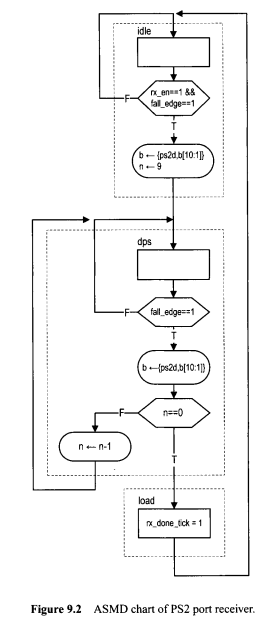 idle
rx_en==1 &&
F
fall_edge==1
T
b ← {ps2d,b[10:1]}
n ← 9
dps
F
fall_edge==1
T
b ←{ps2d,b[10:1]}
F
n==0
n ← n-1
T
load
rx_done_tick = 1
Figure 9.2 ASMD chart of PS2 port receiver.